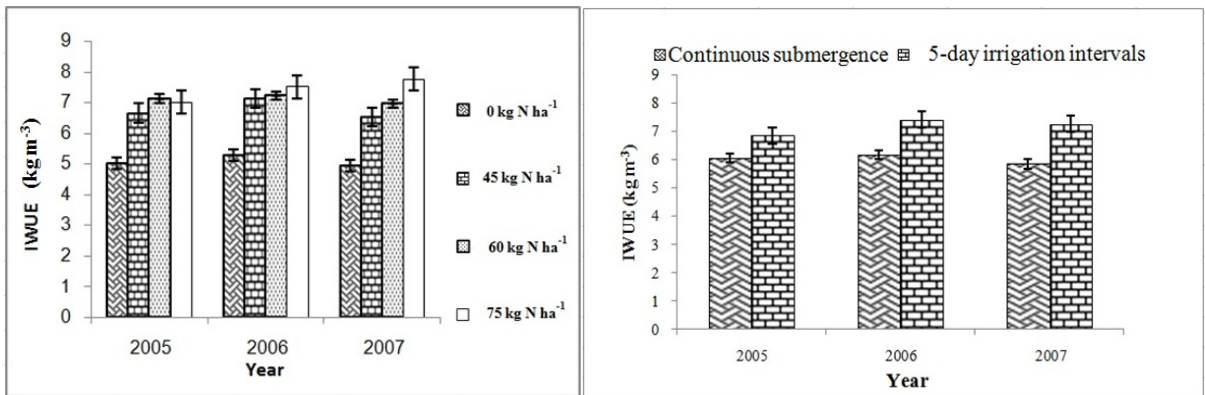 9
8
7
6
5
4
3
2
1
0
IWUE (kg m-3)
2005 2006 2007
Year
0 kg N ha-1
45 kg N ha-1
60 kg N ha-1
75 kg N ha-1
Continuous submergence 5-day irrigation intervals
9
8
7
6
5
4
3
2
1
0
IWUE (kg m-3)
2005 2006 2007
Year